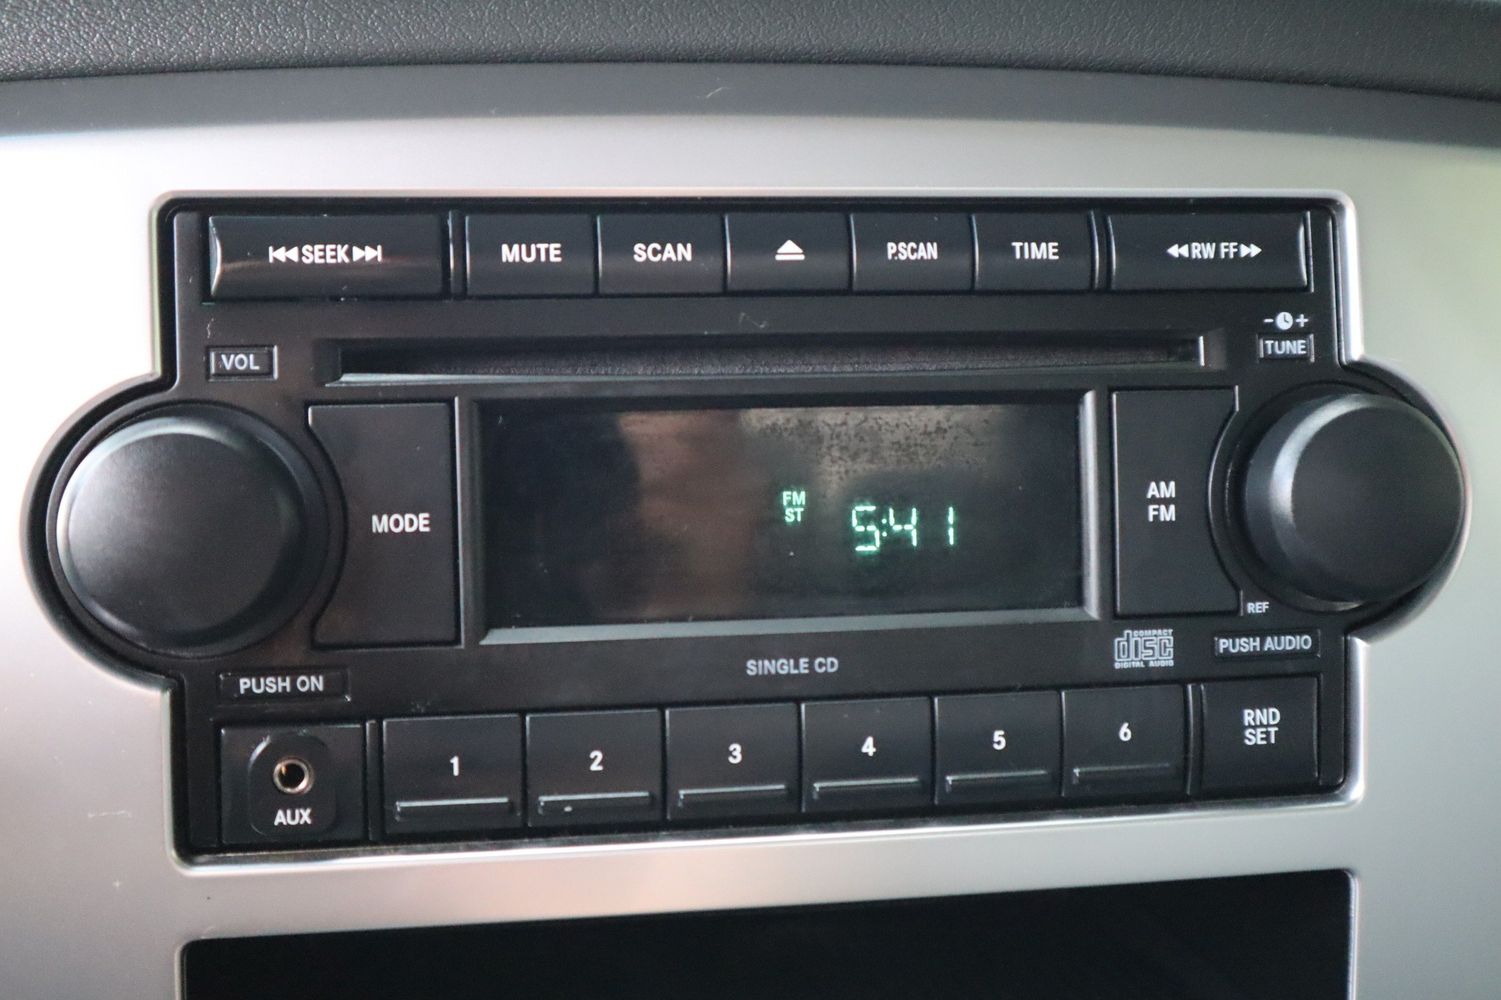 SEEK
MUTE
SCAN
P.SCAN
TIME
RW FF
- +
VOL
TUNE
MODE
FM
ST
5:41
AM
FM
REF
COMPACT
disc
DIGITAL AUDIO
PUSH AUDIO
SINGLE CD
PUSH ON
AUX
1
2
3
4
5
6
RND
SET